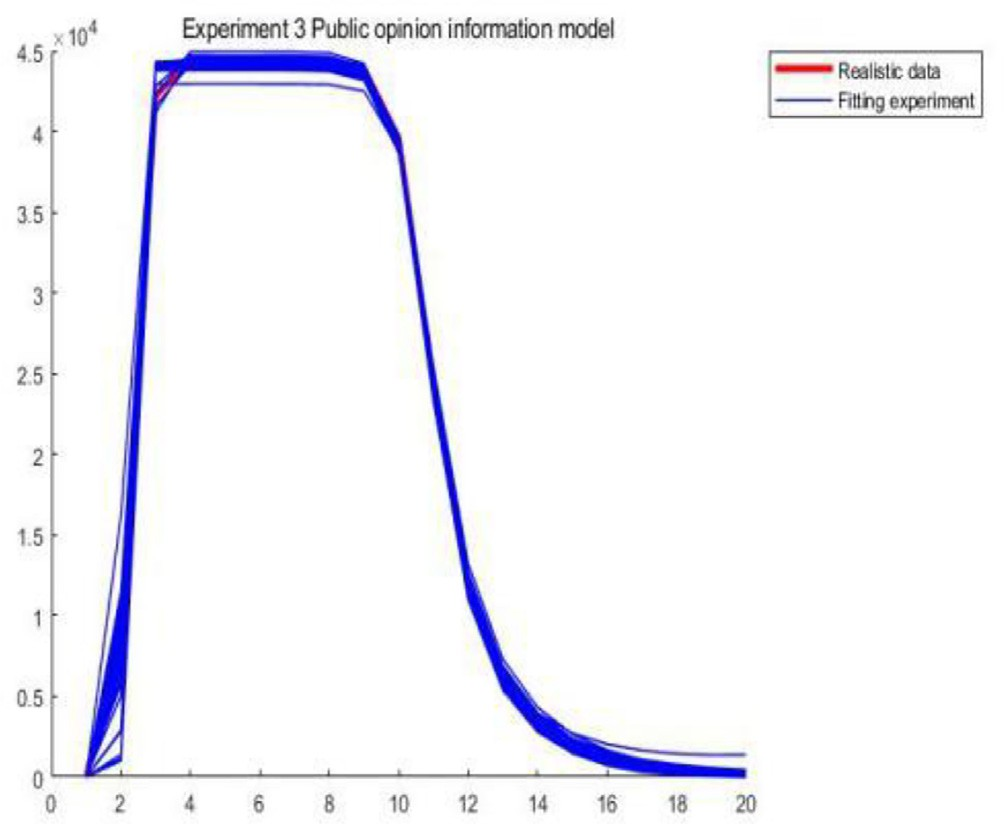 Experiment 3 Public opinion information model
×10⁴
4.5
4
3.5
3
2.5
2
1.5
1
0.5
0
0 2 4 6 8 10 12 14 16 18 20
Realistic data
Fitting experiment